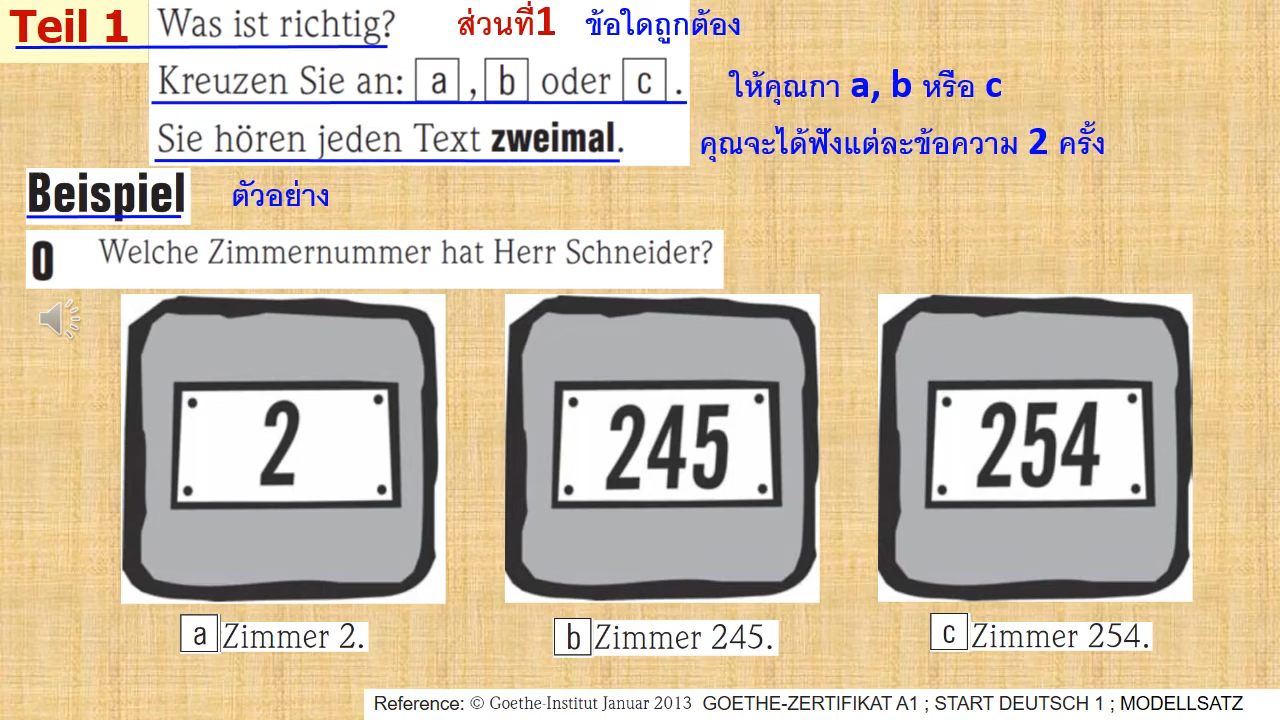 Teil 1 Was ist richtig? ส่วนที่1 ข้อใดถูกต้อง
Kreuzen Sie an: a , b oder c . ให้คุณกา a, b หรือ c
Sie hören jeden Text zweimal. คุณจะได้ฟังแต่ละข้อความ 2 ครั้ง
Beispiel ตัวอย่าง
0 Welche Zimmernummer hat Herr Schneider?
2 245 254
a Zimmer 2. b Zimmer 245. c Zimmer 254.
Reference: © Goethe-Institut Januar 2013 GOETHE-ZERTIFIKAT A1 ; START DEUTSCH 1 ; MODELLSATZ